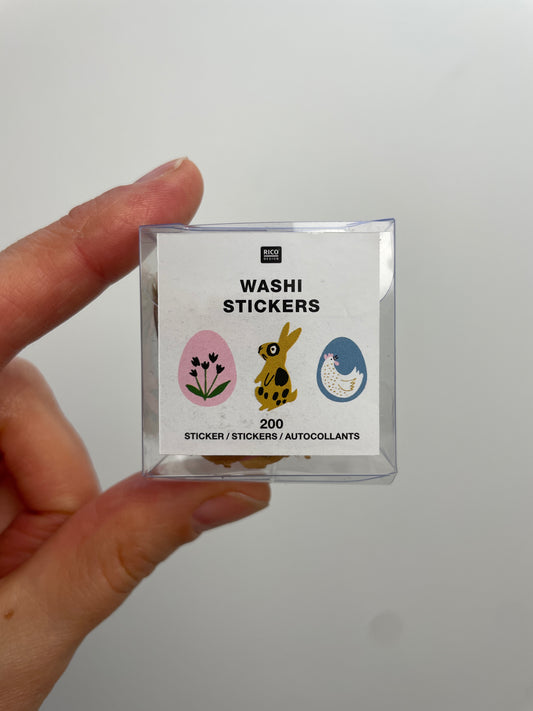 RICO
DESIGN
WASHI
STICKERS
200
STICKER / STICKERS / AUTOCOLLANTS